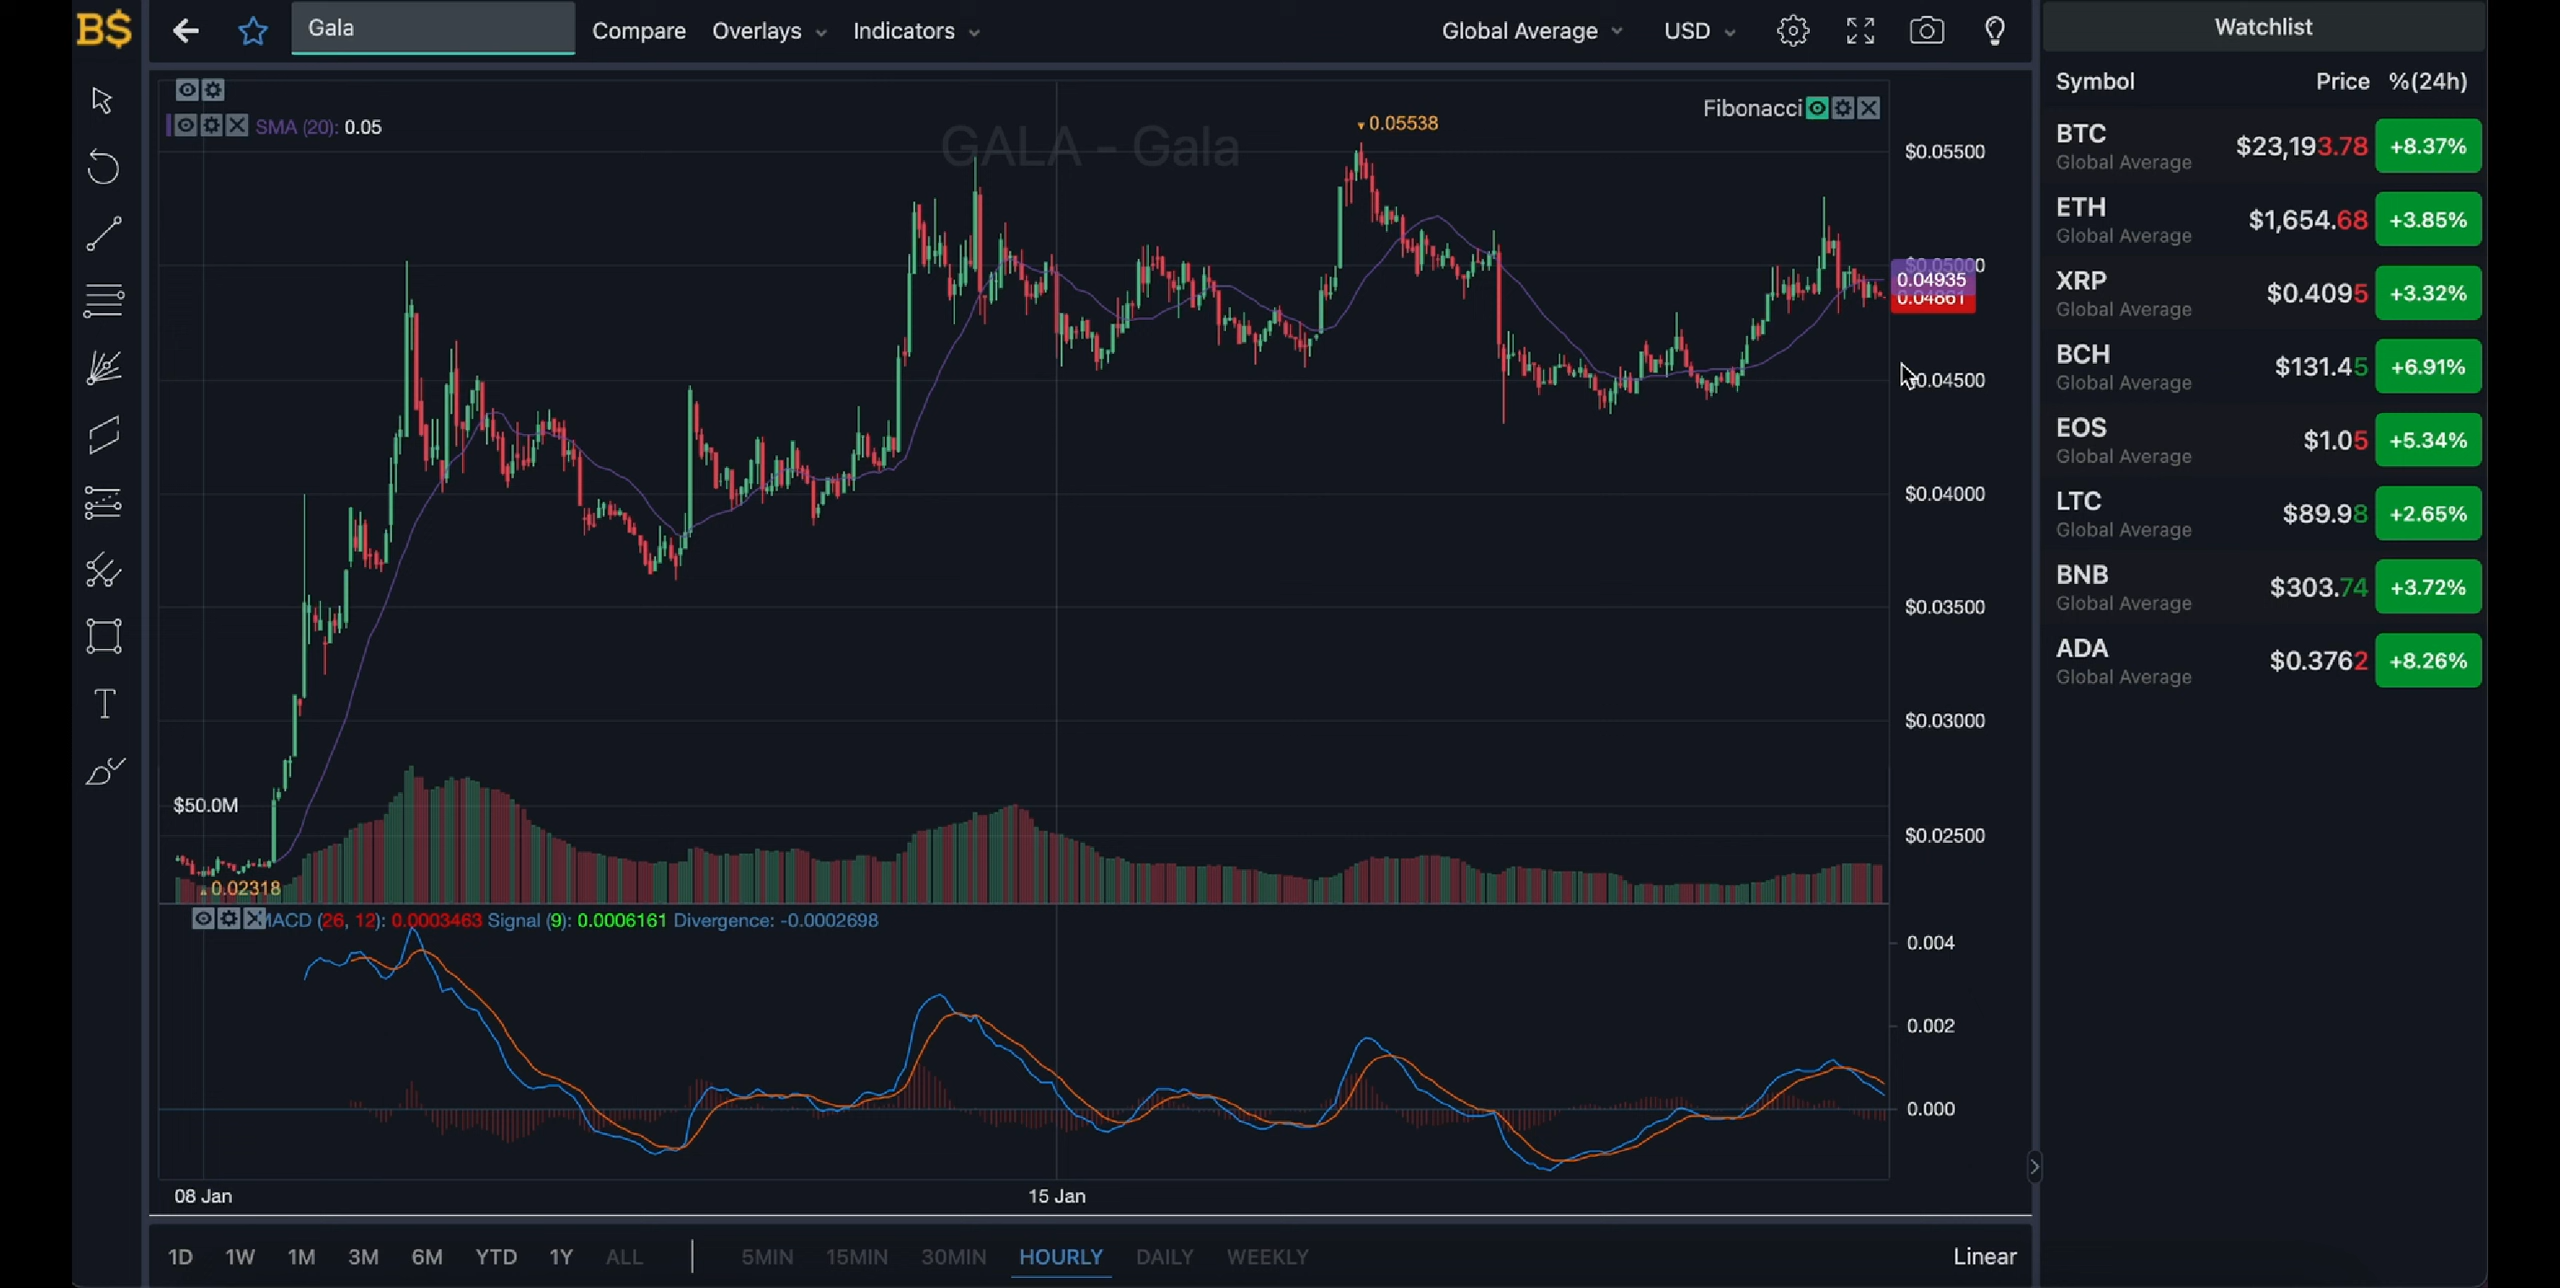 B$
Gala
Compare
Overlays
Indicators
Global Average
USD
Watchlist
Symbol Price %(24h)
BTC $23,193.78 +8.37%
Global Average
ETH $1,654.68 +3.85%
Global Average
XRP $0.4095 +3.32%
Global Average
BCH $131.45 +6.91%
Global Average
EOS $1.05 +5.34%
Global Average
LTC $89.98 +2.65%
Global Average
BNB $303.74 +3.72%
Global Average
ADA $0.3762 +8.26%
Global Average
SMA (20): 0.05
GALA - Gala
0.05538
Fibonacci
$0.05500
$0.05000
0.04935
0.04861
$0.04500
$0.04000
$0.03500
$0.03000
$50.0M
$0.02500
0.02318
MACD (26, 12): 0.0003463 Signal (9): 0.0006161 Divergence: -0.0002698
0.004
0.002
0.000
08 Jan
15 Jan
T
1D 1W 1M 3M 6M YTD 1Y ALL | 5MIN 15MIN 30MIN HOURLY DAILY WEEKLY Linear